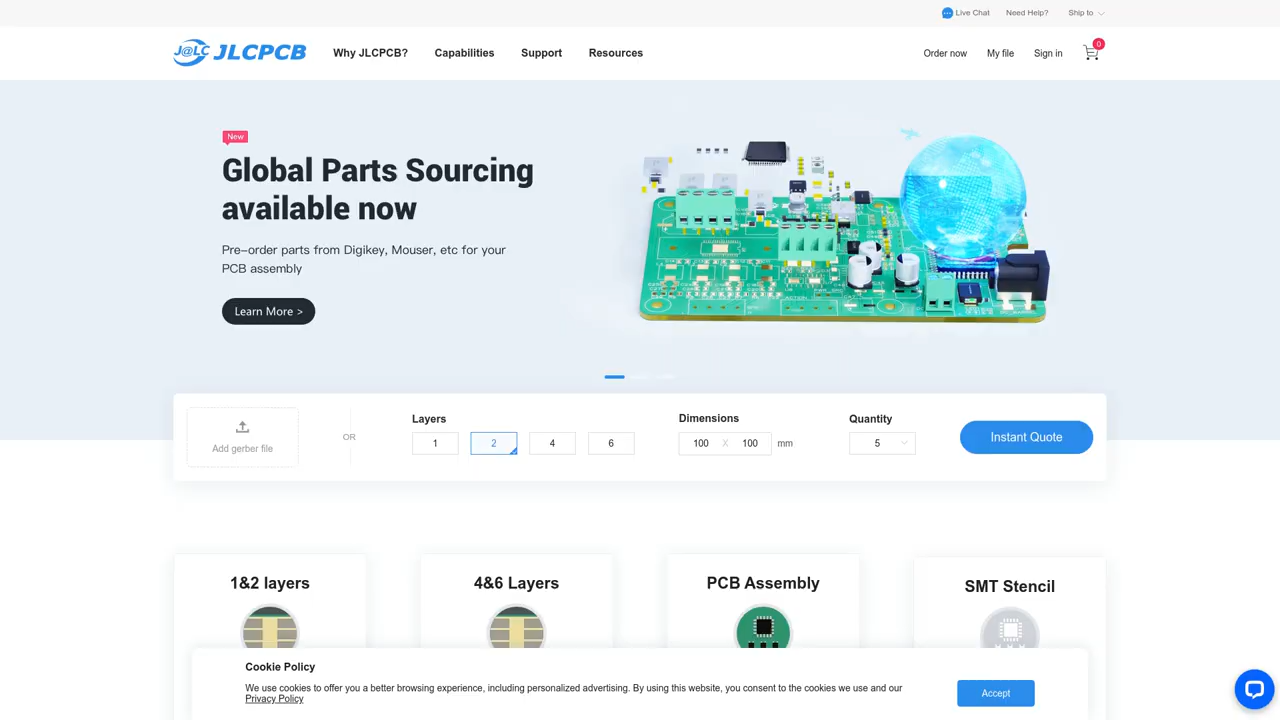 Live Chat
Need Help?
Ship to
J@LC JLCPCB
Why JLCPCB?
Capabilities
Support
Resources
Order now
My file
Sign in
0
New
Global Parts Sourcing
available now
Pre-order parts from Digikey, Mouser, etc for your
PCB assembly
Learn More >
Add gerber file
OR
Layers
1
2
4
6
Dimensions
100 X 100 mm
Quantity
5
Instant Quote
1&2 layers
4&6 Layers
PCB Assembly
SMT Stencil
Cookie Policy
We use cookies to offer you a better browsing experience, including personalized advertising. By using this website, you consent to the cookies we use and our
Privacy Policy
Accept